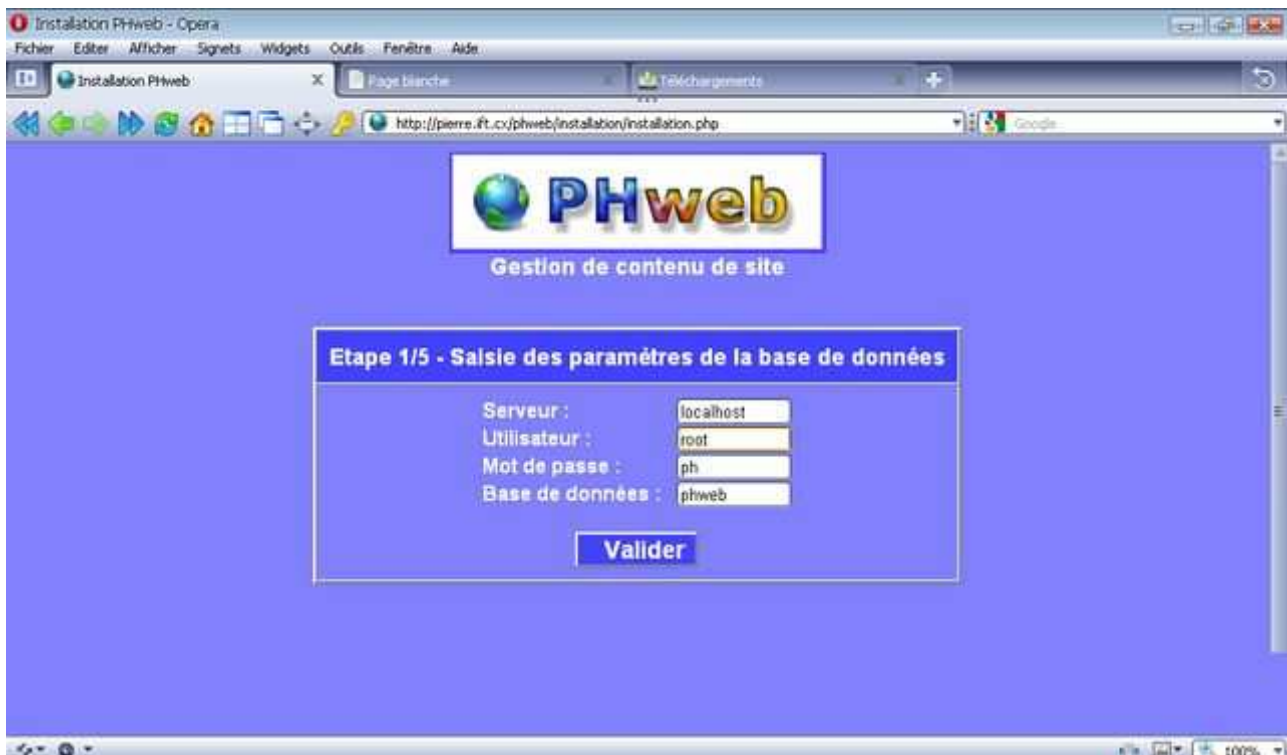 Installation PHweb - Opera
Fichier Editer Afficher Signets Widgets Outils Fenêtre Aide
Installation PHweb
Page blanche
Téléchargements
http://pierre.ift.cx/phweb/installation/installation.php
Google
PHweb
Gestion de contenu de site
Etape 1/5 - Saisie des paramètres de la base de données
Serveur : localhost
Utilisateur : root
Mot de passe : ph
Base de données : phweb
Valider
100%